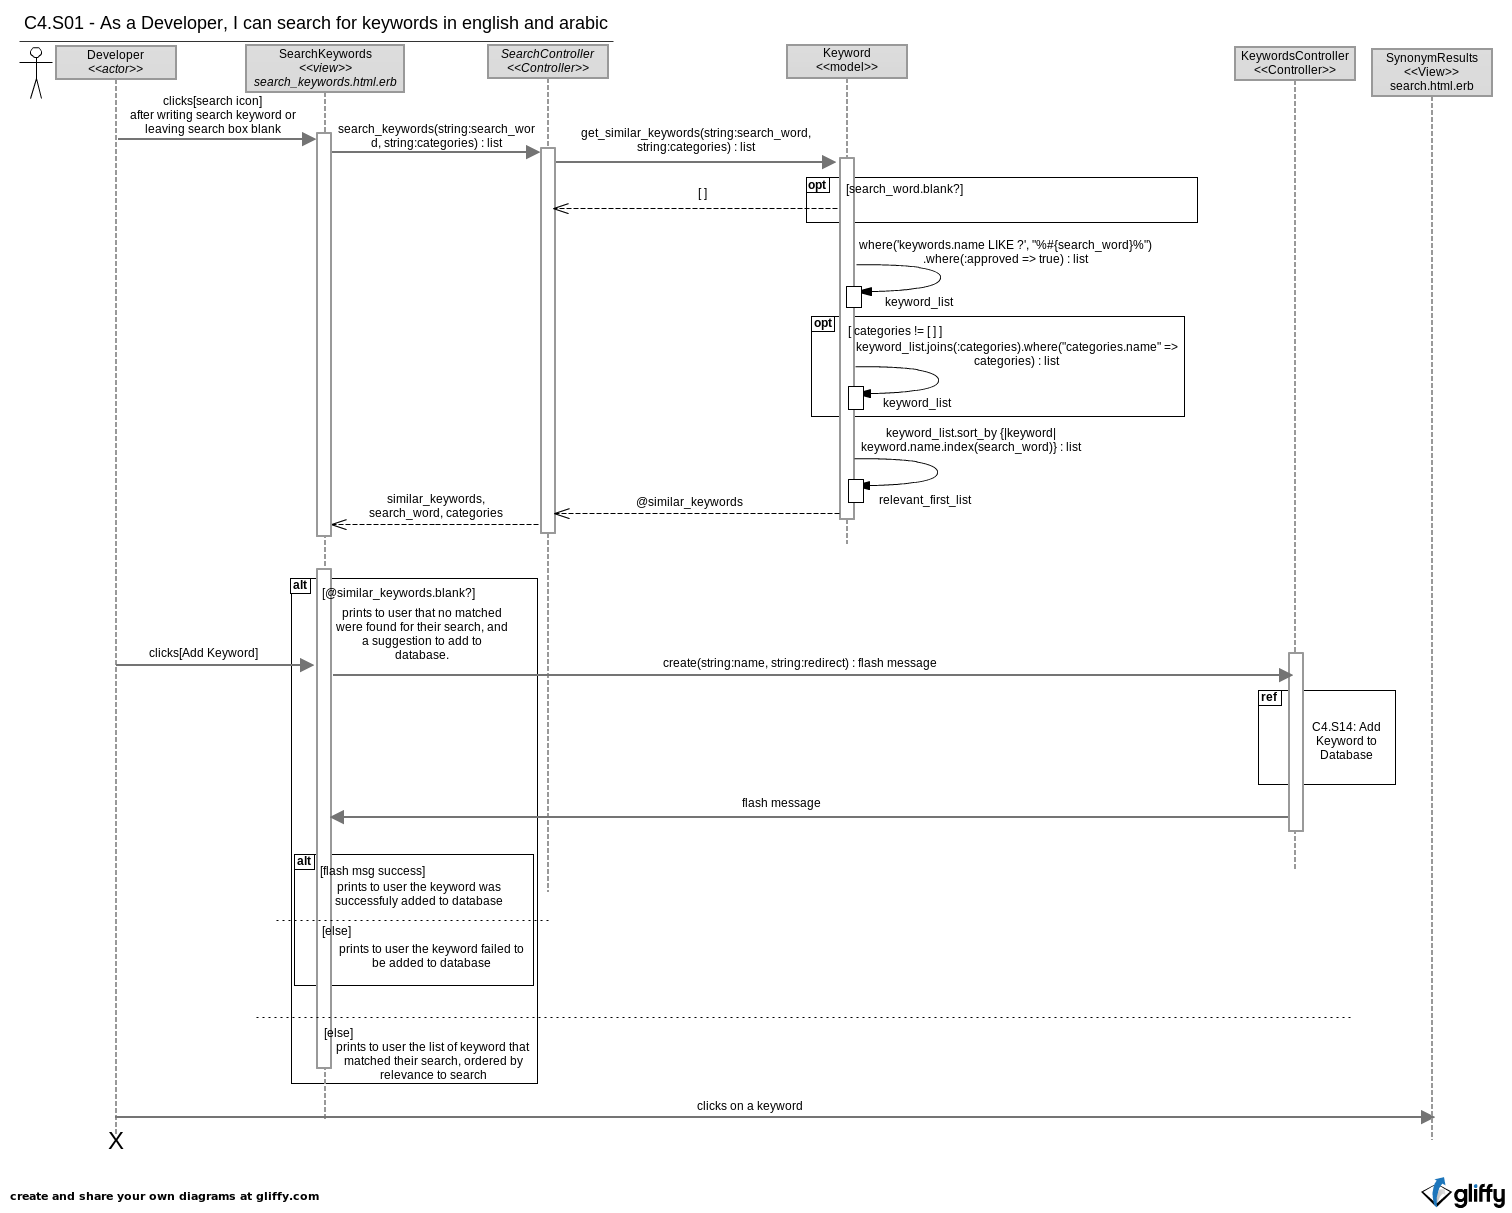 C4.S01 - As a Developer, I can search for keywords in english and arabic
Developer
<<actor>>
SearchKeywords
<<view>>
search_keywords.html.erb
SearchController
<<Controller>>
Keyword
<<model>>
KeywordsController
<<Controller>>
SynonymResults
<<View>>
search.html.erb
clicks[search icon]
after writing search keyword or
leaving search box blank
search_keywords(string:search_wor
d, string:categories) : list
get_similar_keywords(string:search_word,
string:categories) : list
opt
[search_word.blank?]
[ ]
where('keywords.name LIKE ?', "%#{search_word}%")
.where(:approved => true) : list
keyword_list
opt
[ categories != [ ] ]
keyword_list.joins(:categories).where("categories.name" =>
categories) : list
keyword_list
keyword_list.sort_by {|keyword|
keyword.name.index(search_word)} : list
relevant_first_list
@similar_keywords
similar_keywords,
search_word, categories
alt
[@similar_keywords.blank?]
prints to user that no matched
were found for their search, and
a suggestion to add to
database.
clicks[Add Keyword]
create(string:name, string:redirect) : flash message
ref
C4.S14: Add
Keyword to
Database
flash message
alt
[flash msg success]
prints to user the keyword was
successfuly added to database
[else]
prints to user the keyword failed to
be added to database
[else]
prints to user the list of keyword that
matched their search, ordered by
relevance to search
clicks on a keyword
X
create and share your own diagrams at gliffy.com
gliffy